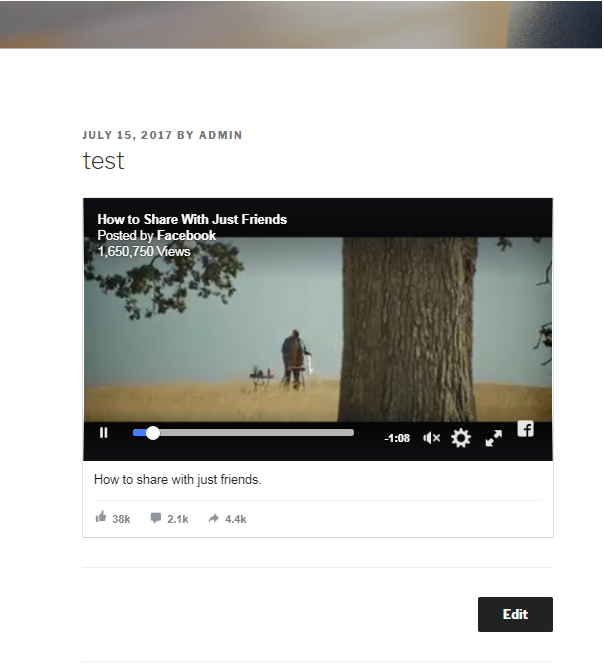 JULY 15, 2017 BY ADMIN
test
How to Share With Just Friends
Posted by Facebook
1,650,750 Views
-1:08
How to share with just friends.
38k 2.1k 4.4k
Edit